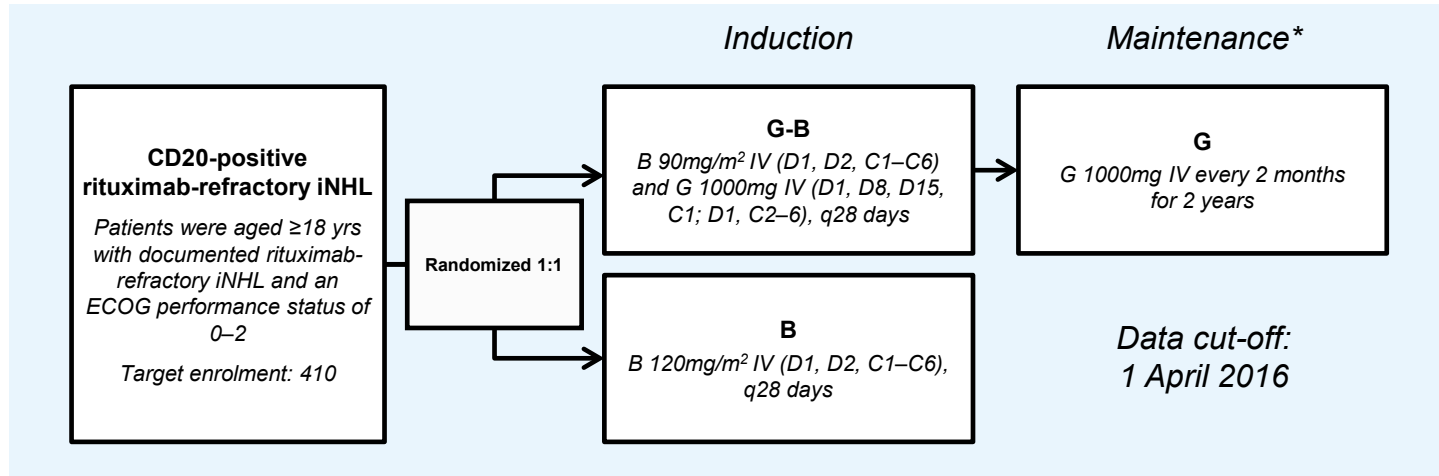 Induction
Maintenance*
CD20-positive
rituximab-refractory iNHL
Patients were aged ≥18 yrs
with documented rituximab-
refractory iNHL and an
ECOG performance status of
0–2
Target enrolment: 410
Randomized 1:1
G-B
B 90mg/m² IV (D1, D2, C1–C6)
and G 1000mg IV (D1, D8, D15,
C1; D1, C2–6), q28 days
G
G 1000mg IV every 2 months
for 2 years
B
B 120mg/m² IV (D1, D2, C1–C6),
q28 days
Data cut-off:
1 April 2016